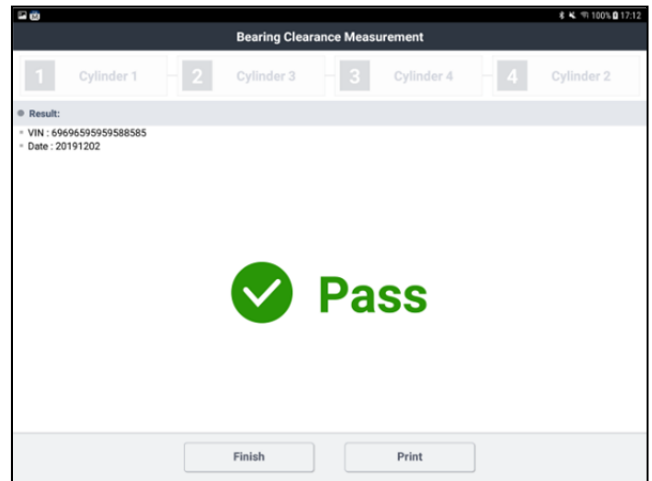 100% 17:12
Bearing Clearance Measurement
1 Cylinder 1 2 Cylinder 3 3 Cylinder 4 4 Cylinder 2
Result:
VIN : 69696595959588585
Date : 20191202
Pass
Finish Print